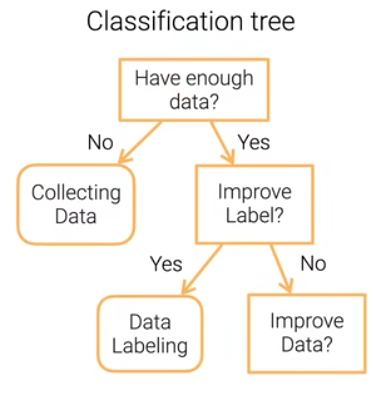 Classification tree
Have enough
data?
No
Yes
Collecting
Data
Improve
Label?
Yes
No
Data
Labeling
Improve
Data?